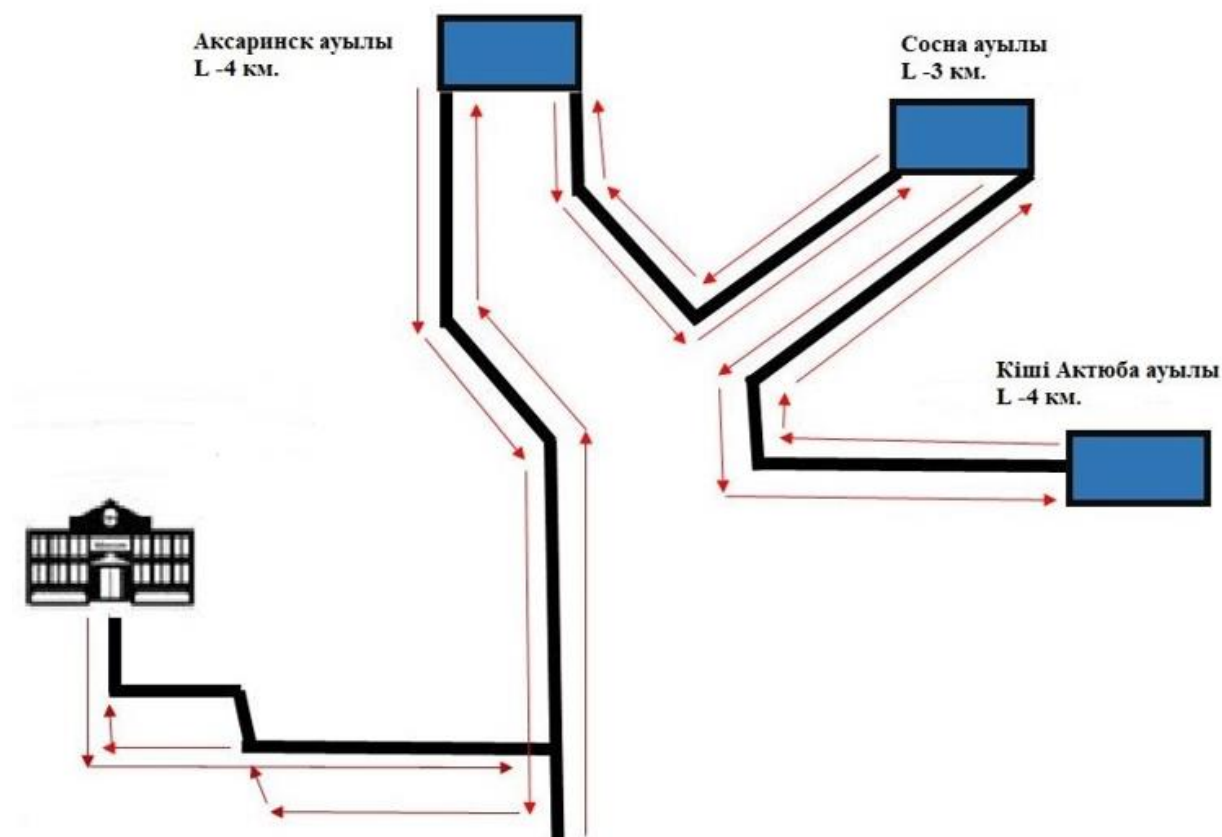 Аксаринск ауылы
L -4 км.
Сосна ауылы
L -3 км.
Кіші Актюба ауылы
L -4 км.